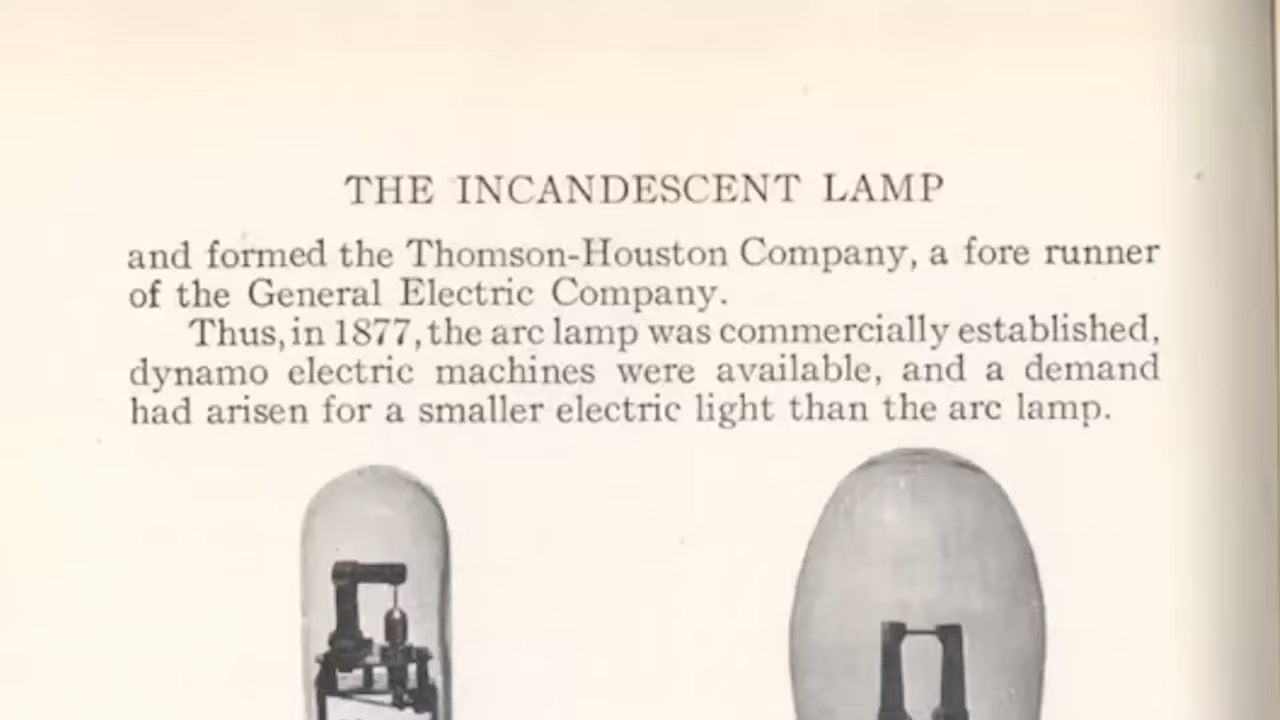 THE INCANDESCENT LAMP
and formed the Thomson-Houston Company, a fore runner
of the General Electric Company.
Thus, in 1877, the arc lamp was commercially established,
dynamo electric machines were available, and a demand
had arisen for a smaller electric light than the arc lamp.